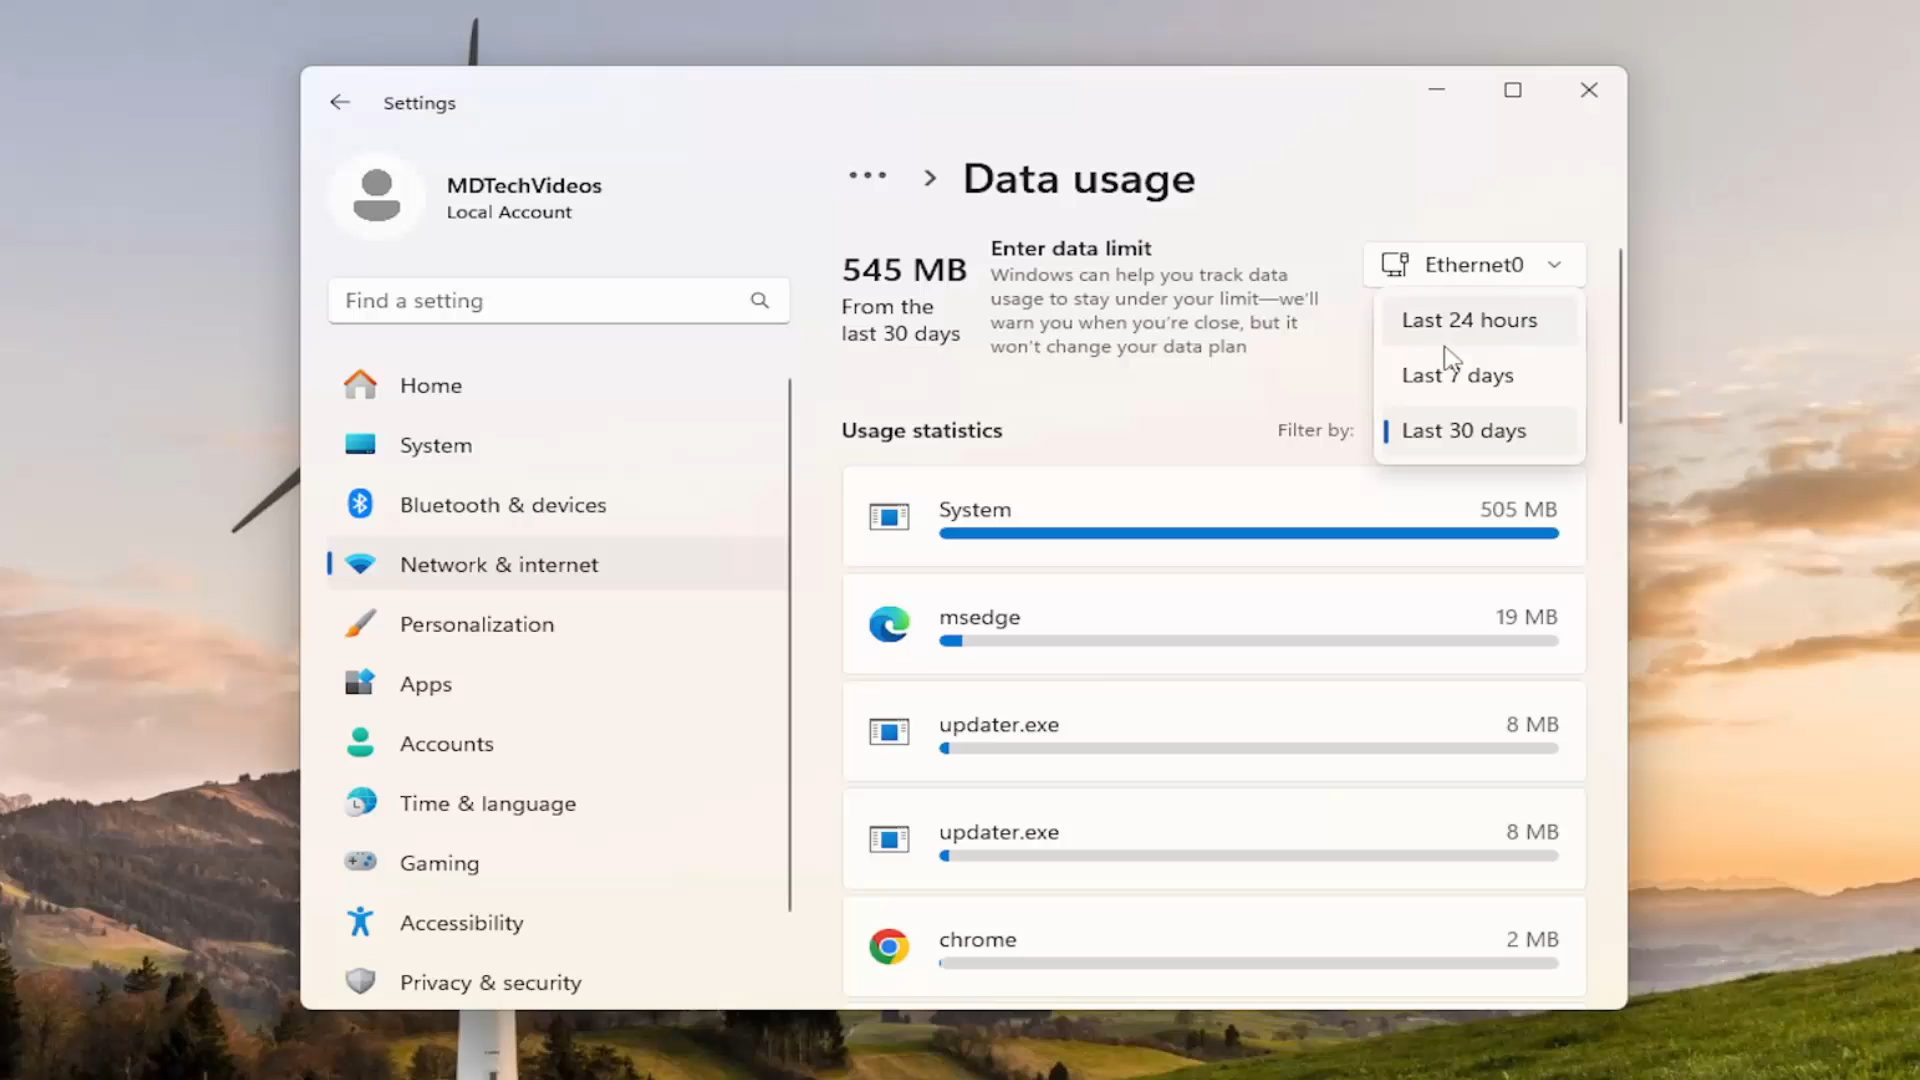 Settings
MDTechVideos
Local Account
Find a setting
Home
System
Bluetooth & devices
Network & internet
Personalization
Apps
Accounts
Time & language
Gaming
Accessibility
Privacy & security
Data usage
545 MB
From the
last 30 days
Enter data limit
Windows can help you track data
usage to stay under your limit—we'll
warn you when you're close, but it
won't change your data plan
Ethernet0
Last 24 hours
Last 7 days
Last 30 days
Usage statistics
Filter by:
System 505 MB
msedge 19 MB
updater.exe 8 MB
updater.exe 8 MB
chrome 2 MB